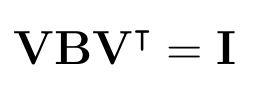 𝐕𝐁𝐕ᵀ = 𝐈